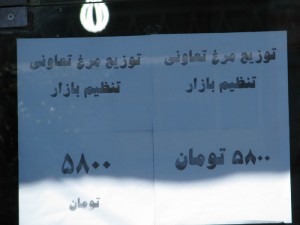 توزیع مرغ تعاونی
تنظیم بازار
۵۸۰۰ تومان
توزیع مرغ تعاونی
تنظیم بازار
۵۸۰۰
تومان